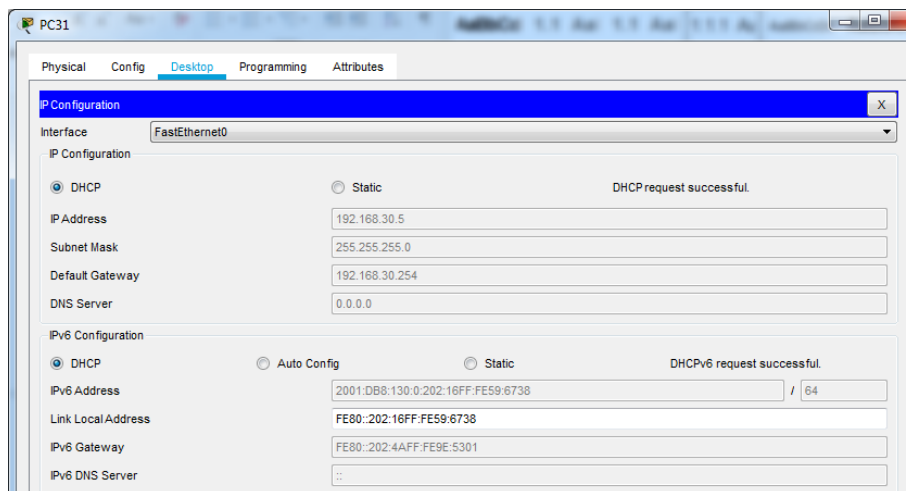 PC31
Physical Config Desktop Programming Attributes
IP Configuration X
Interface FastEthernet0
IP Configuration
DHCP Static DHCP request successful.
IP Address 192.168.30.5
Subnet Mask 255.255.255.0
Default Gateway 192.168.30.254
DNS Server 0.0.0.0
IPv6 Configuration
DHCP Auto Config Static DHCPv6 request successful.
IPv6 Address 2001:DB8:130:0:202:16FF:FE59:6738 / 64
Link Local Address FE80::202:16FF:FE59:6738
IPv6 Gateway FE80::202:4AFF:FE9E:5301
IPv6 DNS Server ::